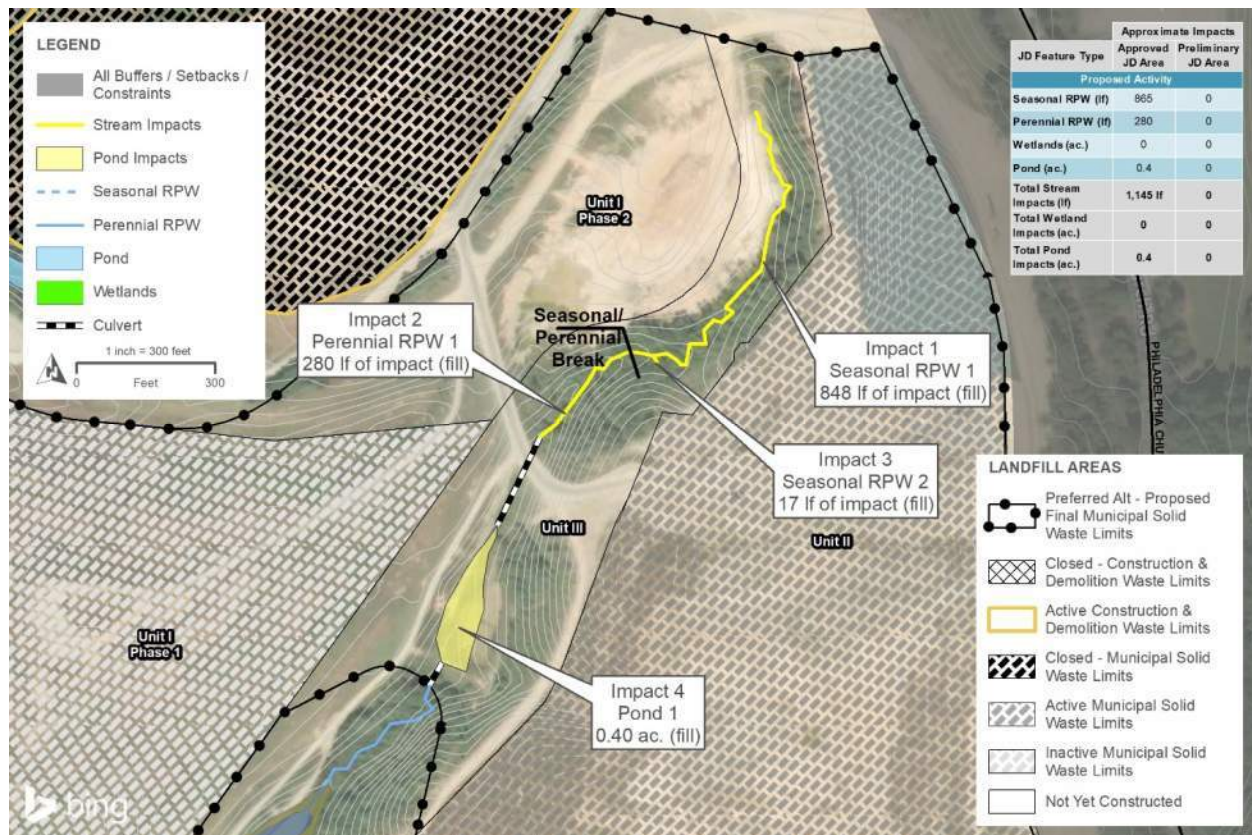 LEGEND
All Buffers / Setbacks /
Constraints
Stream Impacts
Pond Impacts
Seasonal RPW
Perennial RPW
Pond
Wetlands
Culvert
1 inch = 300 feet
0
300
Feet
Approximate Impacts
JD Feature Type
Approved
JD Area
Preliminary
JD Area
Proposed Activity
Seasonal RPW (lf) 865 0
Perennial RPW (lf) 280 0
Wetlands (ac.) 0 0
Pond (ac.) 0.4 0
Total Stream
Impacts (lf) 1,145 lf 0
Total Wetland
Impacts (ac.) 0 0
Total Pond
Impacts (ac.) 0.4 0
Unit I
Phase 2
Seasonal/
Perennial
Break
Impact 2
Perennial RPW 1
280 lf of impact (fill)
Impact 1
Seasonal RPW 1
848 lf of impact (fill)
Impact 3
Seasonal RPW 2
17 lf of impact (fill)
PHILADELPHIA CHU
Unit III
Unit II
Unit I
Phase 1
Impact 4
Pond 1
0.40 ac. (fill)
LANDFILL AREAS
Preferred Alt - Proposed
Final Municipal Solid
Waste Limits
Closed - Construction &
Demolition Waste Limits
Active Construction &
Demolition Waste Limits
Closed - Municipal Solid
Waste Limits
Active Municipal Solid
Waste Limits
Inactive Municipal Solid
Waste Limits
Not Yet Constructed
bing